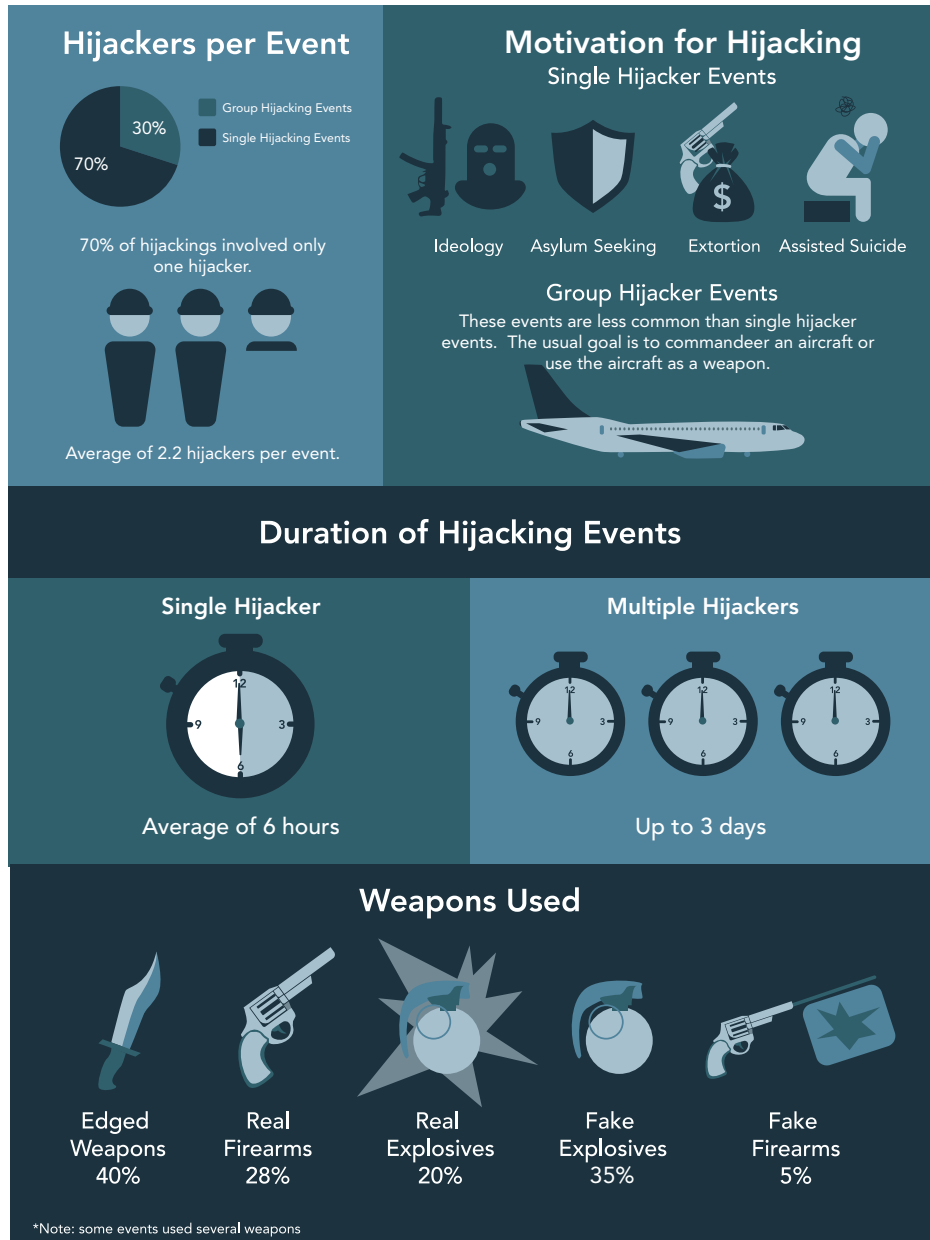 Hijackers per Event
30%
70%
Group Hijacking Events
Single Hijacking Events
70% of hijackings involved only
one hijacker.
Average of 2.2 hijackers per event.
Motivation for Hijacking
Single Hijacker Events
$
Ideology
Asylum Seeking
Extortion
Assisted Suicide
Group Hijacker Events
These events are less common than single hijacker
events. The usual goal is to commandeer an aircraft or
use the aircraft as a weapon.
Duration of Hijacking Events
Single Hijacker
12
9
3
6
Average of 6 hours
Multiple Hijackers
12
9
3
6
12
9
3
6
12
9
3
6
Up to 3 days
Weapons Used
Edged
Weapons
40%
Real
Firearms
28%
Real
Explosives
20%
Fake
Explosives
35%
Fake
Firearms
5%
*Note: some events used several weapons